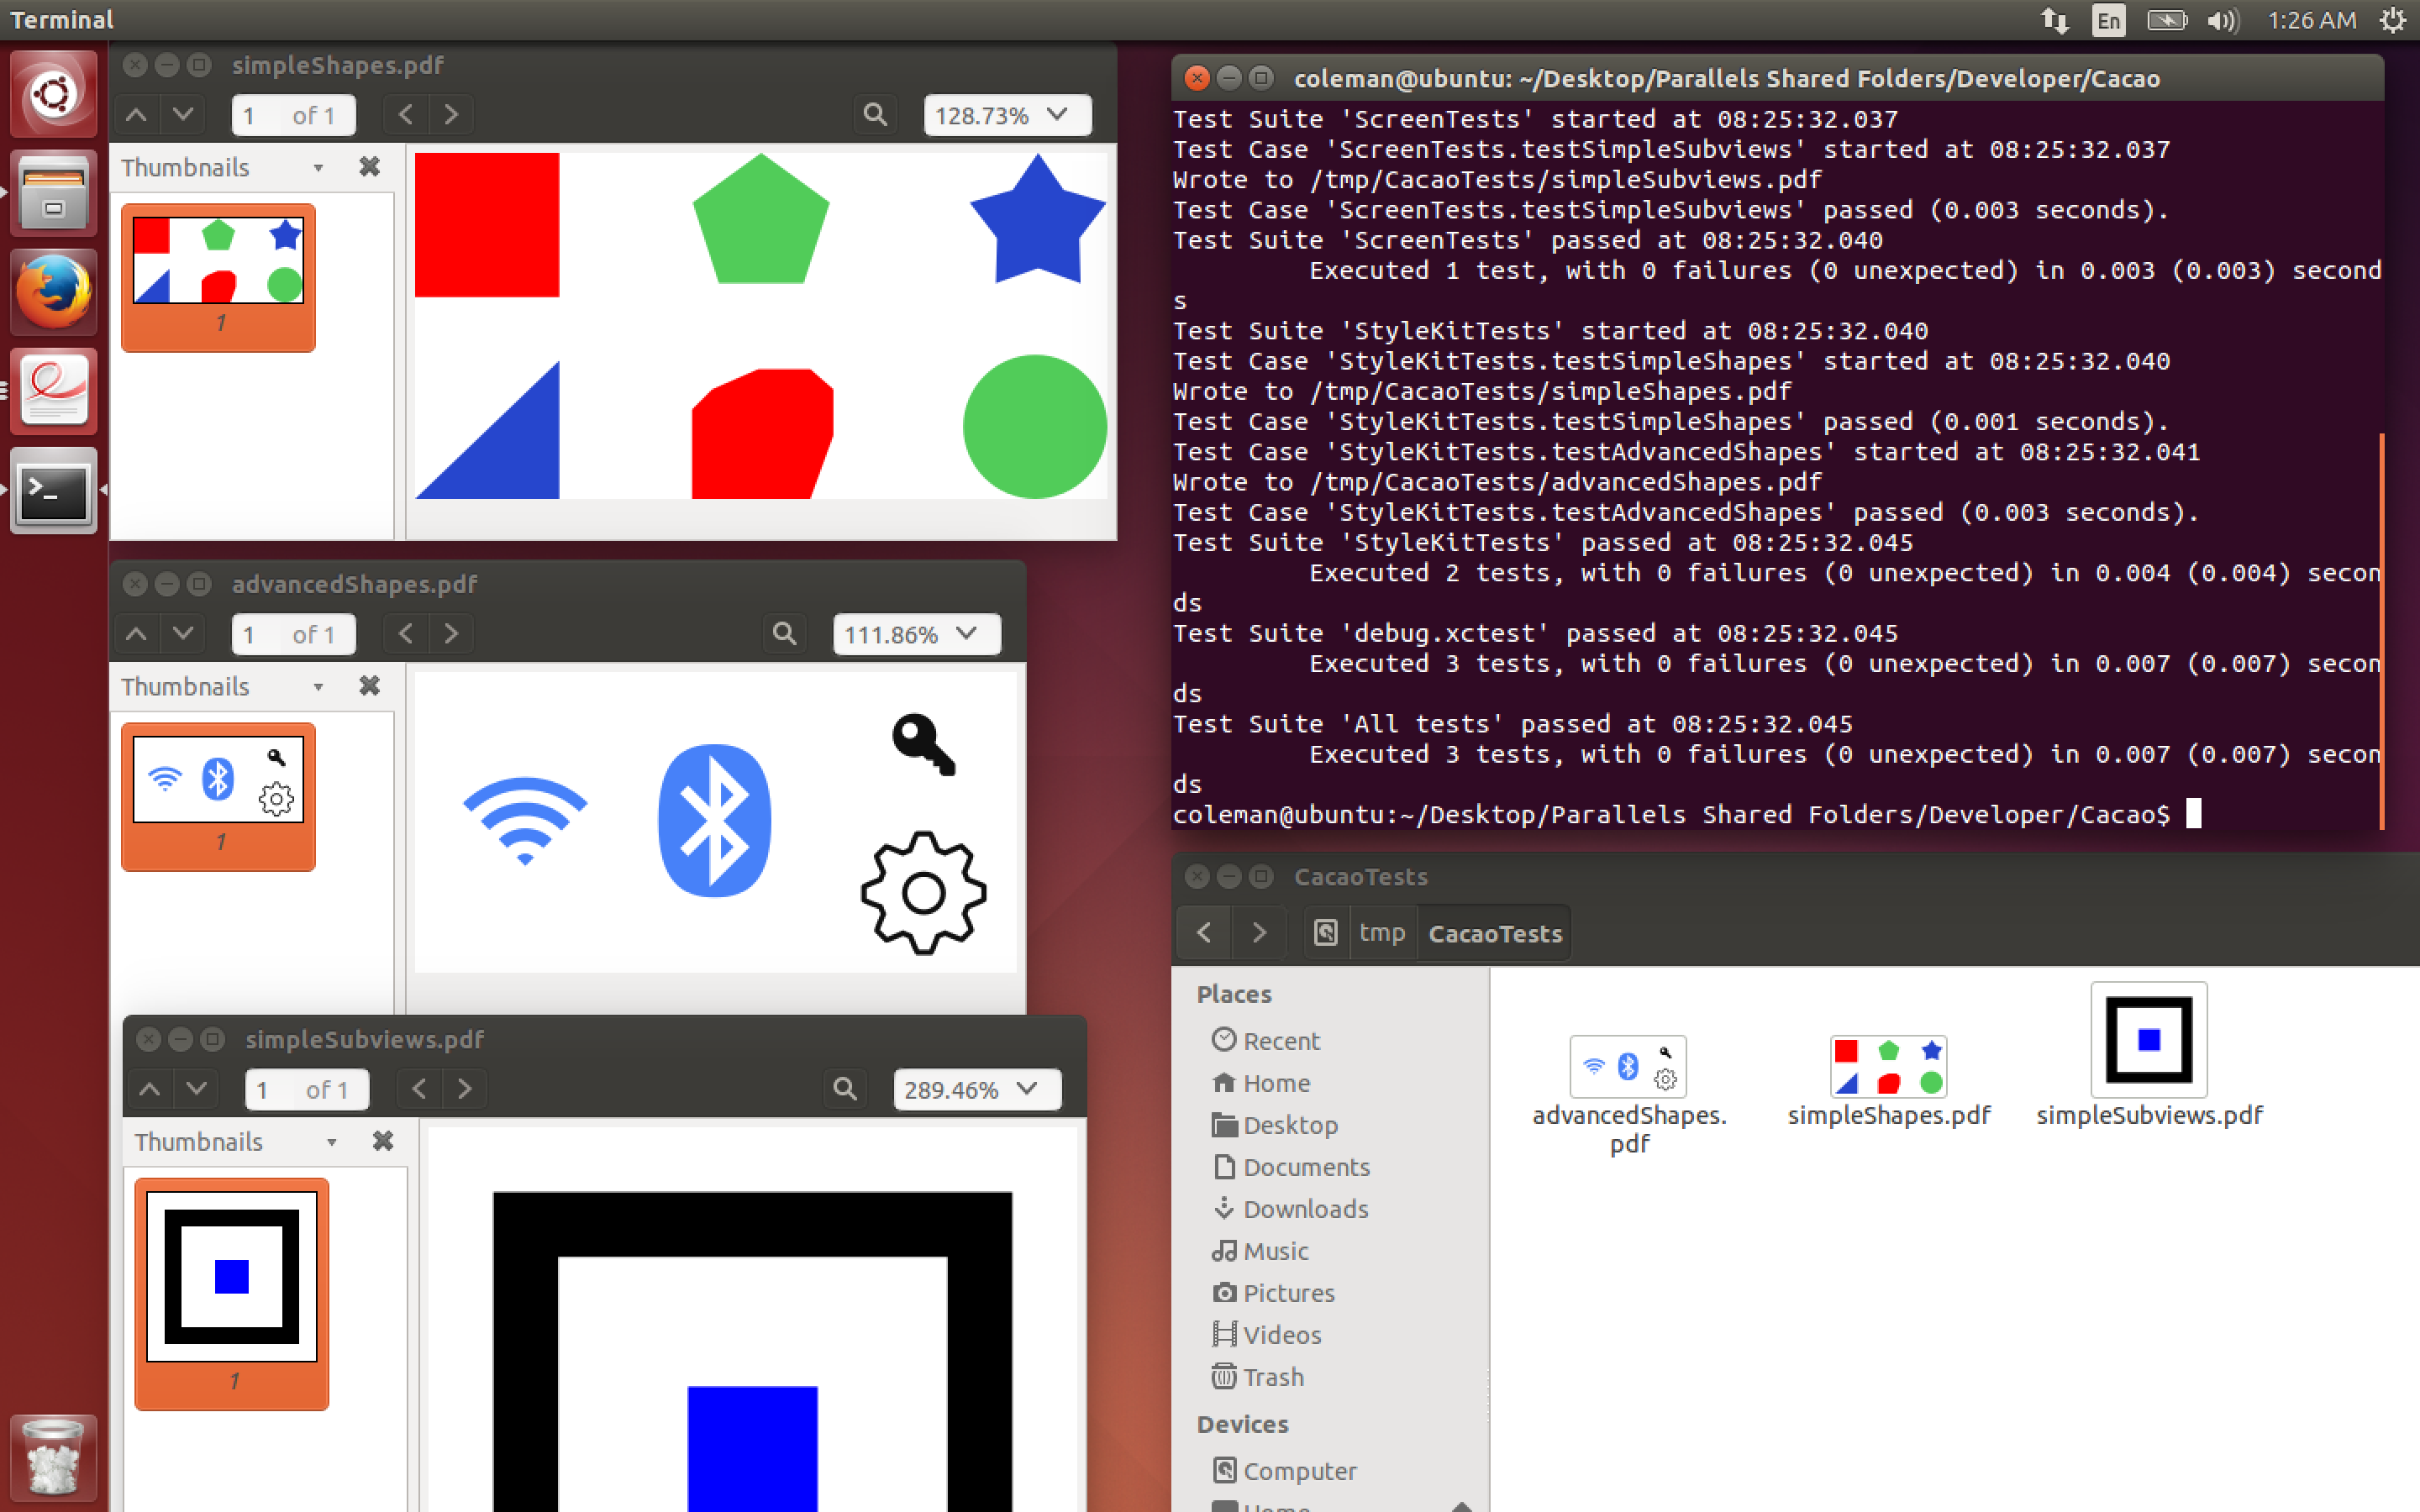 Terminal
En
1:26 AM
simpleShapes.pdf
1 of 1
128.73%
Thumbnails
1
advancedShapes.pdf
1 of 1
111.86%
Thumbnails
1
simpleSubviews.pdf
1 of 1
289.46%
Thumbnails
1
coleman@ubuntu: ~/Desktop/Parallels Shared Folders/Developer/Cacao
Test Suite 'ScreenTests' started at 08:25:32.037
Test Case 'ScreenTests.testSimpleSubviews' started at 08:25:32.037
Wrote to /tmp/CacaoTests/simpleSubviews.pdf
Test Case 'ScreenTests.testSimpleSubviews' passed (0.003 seconds).
Test Suite 'ScreenTests' passed at 08:25:32.040
Executed 1 test, with 0 failures (0 unexpected) in 0.003 (0.003) second
s
Test Suite 'StyleKitTests' started at 08:25:32.040
Test Case 'StyleKitTests.testSimpleShapes' started at 08:25:32.040
Wrote to /tmp/CacaoTests/simpleShapes.pdf
Test Case 'StyleKitTests.testSimpleShapes' passed (0.001 seconds).
Test Case 'StyleKitTests.testAdvancedShapes' started at 08:25:32.041
Wrote to /tmp/CacaoTests/advancedShapes.pdf
Test Case 'StyleKitTests.testAdvancedShapes' passed (0.003 seconds).
Test Suite 'StyleKitTests' passed at 08:25:32.045
Executed 2 tests, with 0 failures (0 unexpected) in 0.004 (0.004) secon
ds
Test Suite 'debug.xctest' passed at 08:25:32.045
Executed 3 tests, with 0 failures (0 unexpected) in 0.007 (0.007) secon
ds
Test Suite 'All tests' passed at 08:25:32.045
Executed 3 tests, with 0 failures (0 unexpected) in 0.007 (0.007) secon
ds
coleman@ubuntu:~/Desktop/Parallels Shared Folders/Developer/Cacao$
CacaoTests
tmp CacaoTests
Places
Recent
Home
Desktop
Documents
Downloads
Music
Pictures
Videos
Trash
Devices
Computer
Home
advancedShapes.
pdf
simpleShapes.pdf
simpleSubviews.pdf